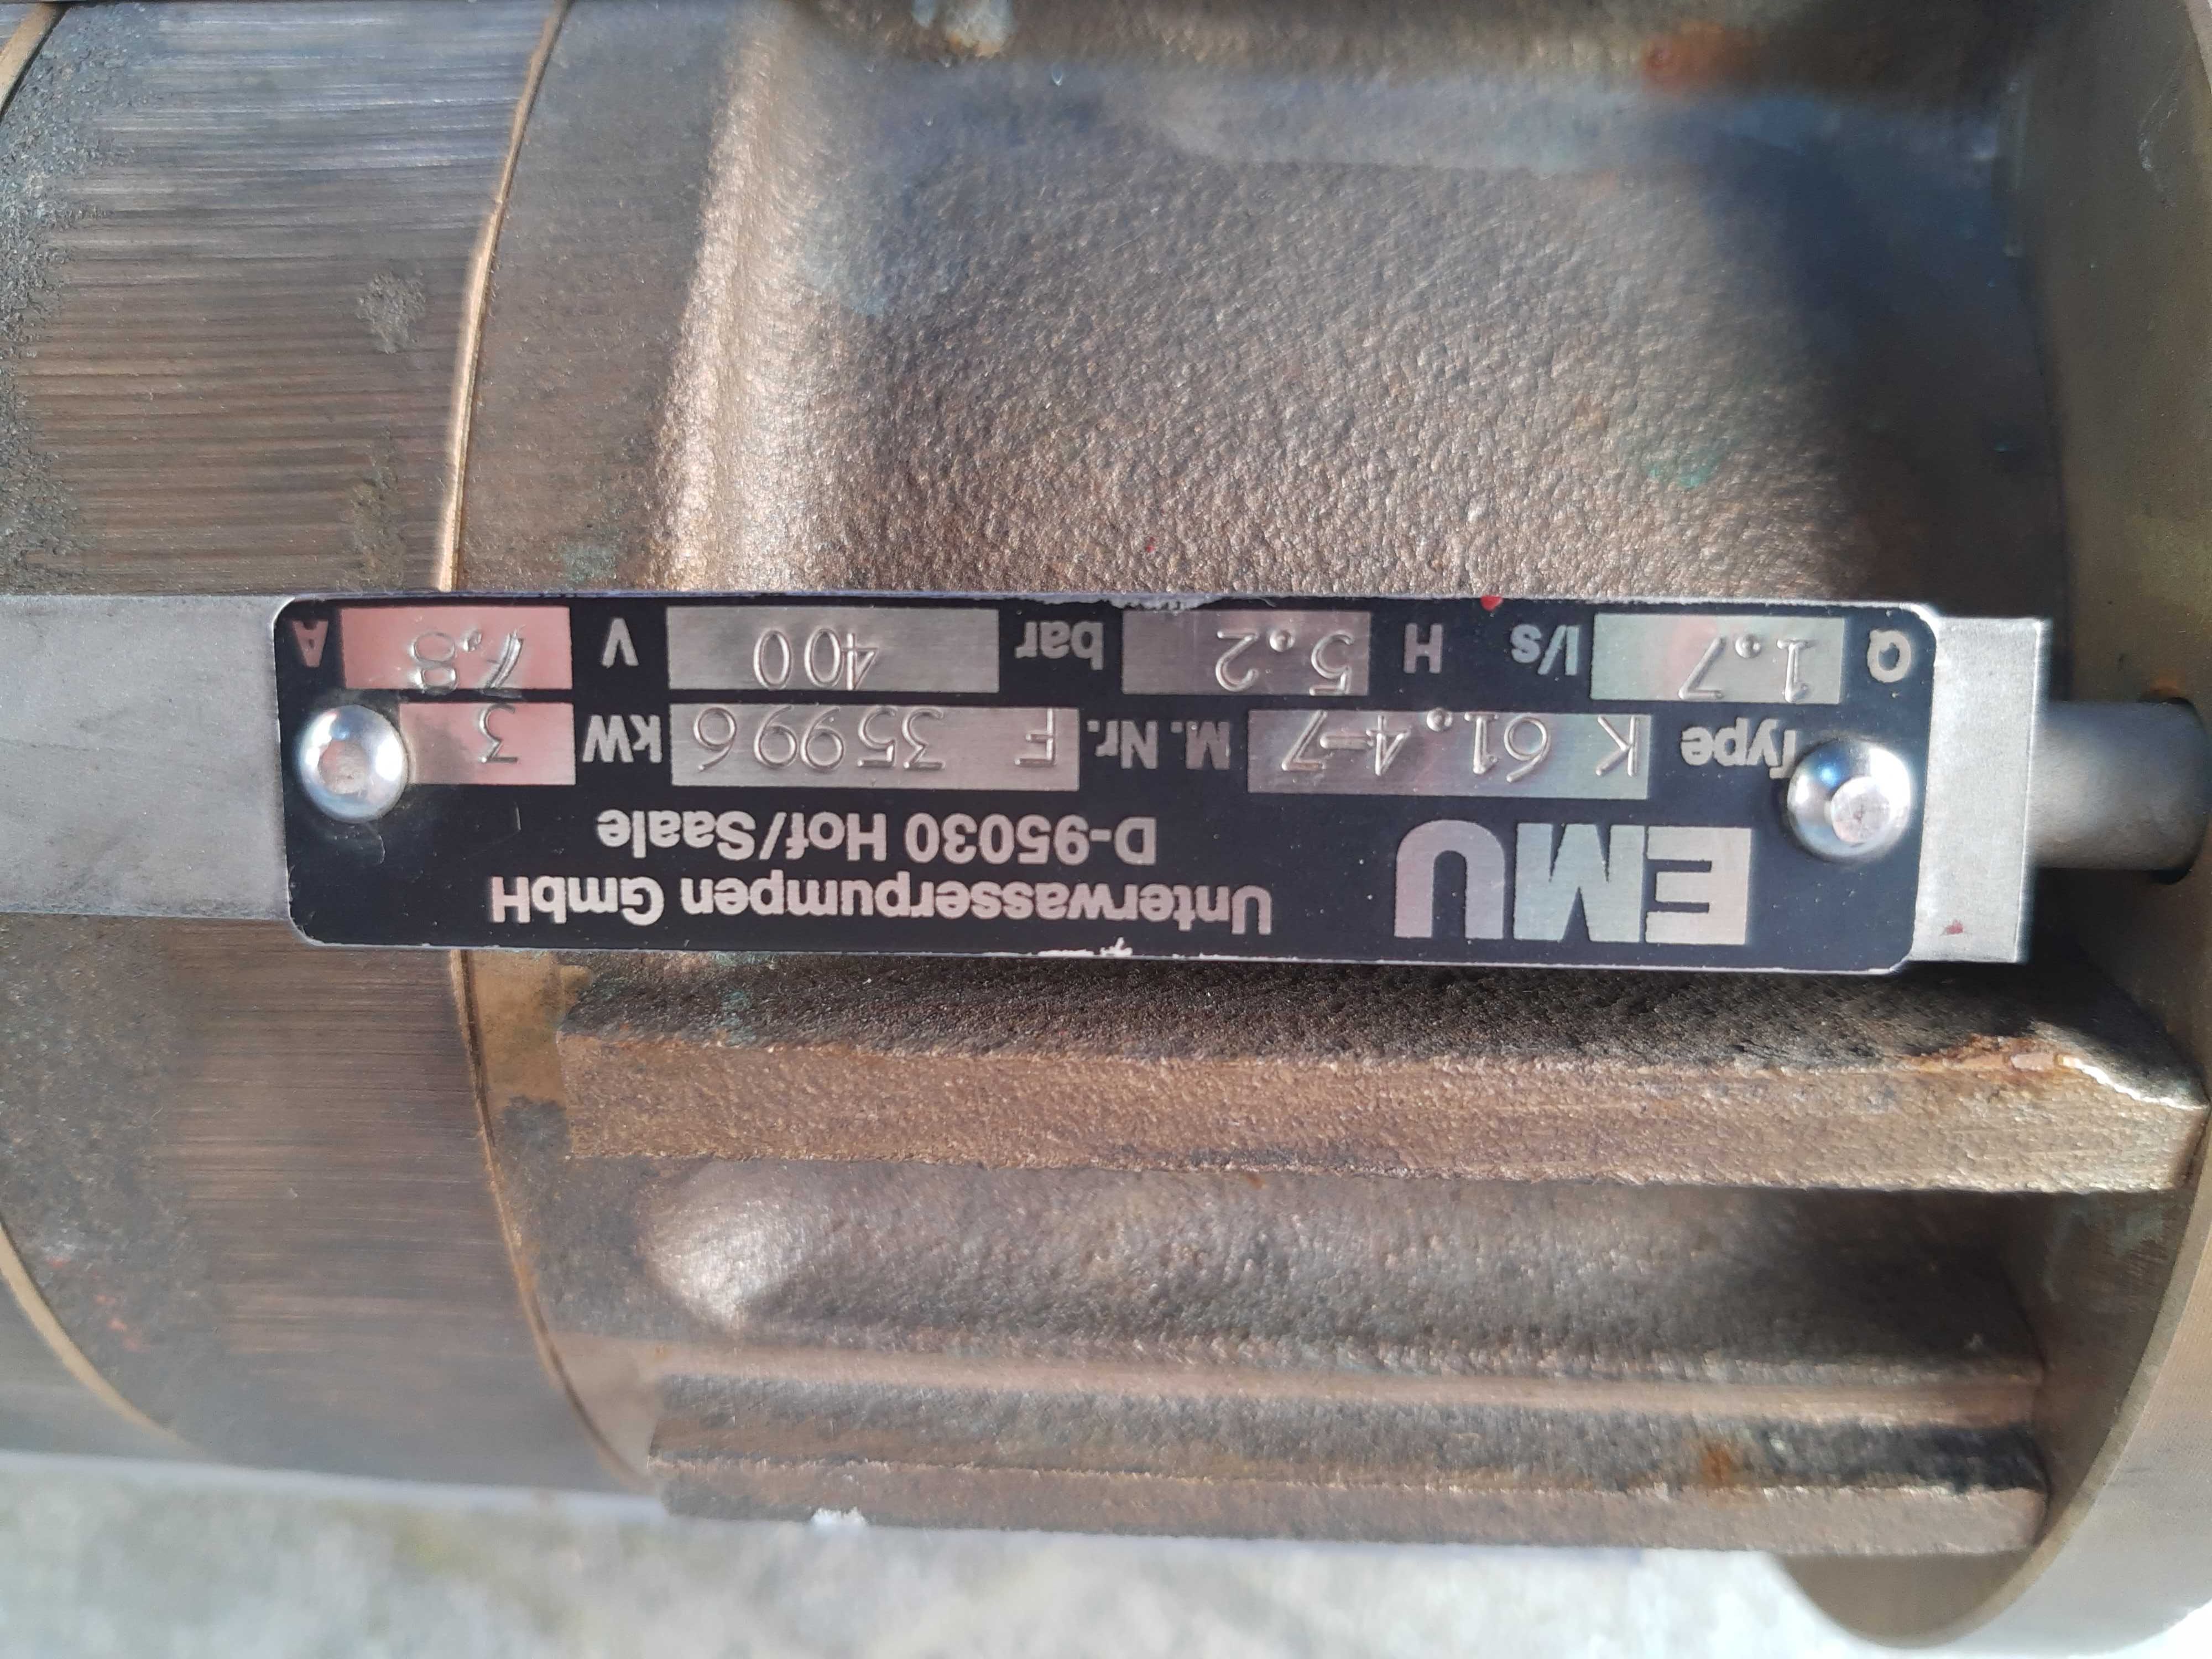 EMU Unterwasserpumpen GmbH
D-95030 Hof/Saale
Type K 61.4-7 M. Nr. F 35996 kW 3
Q 1.7 l/s H 5.2 bar 400 V 7.8 A